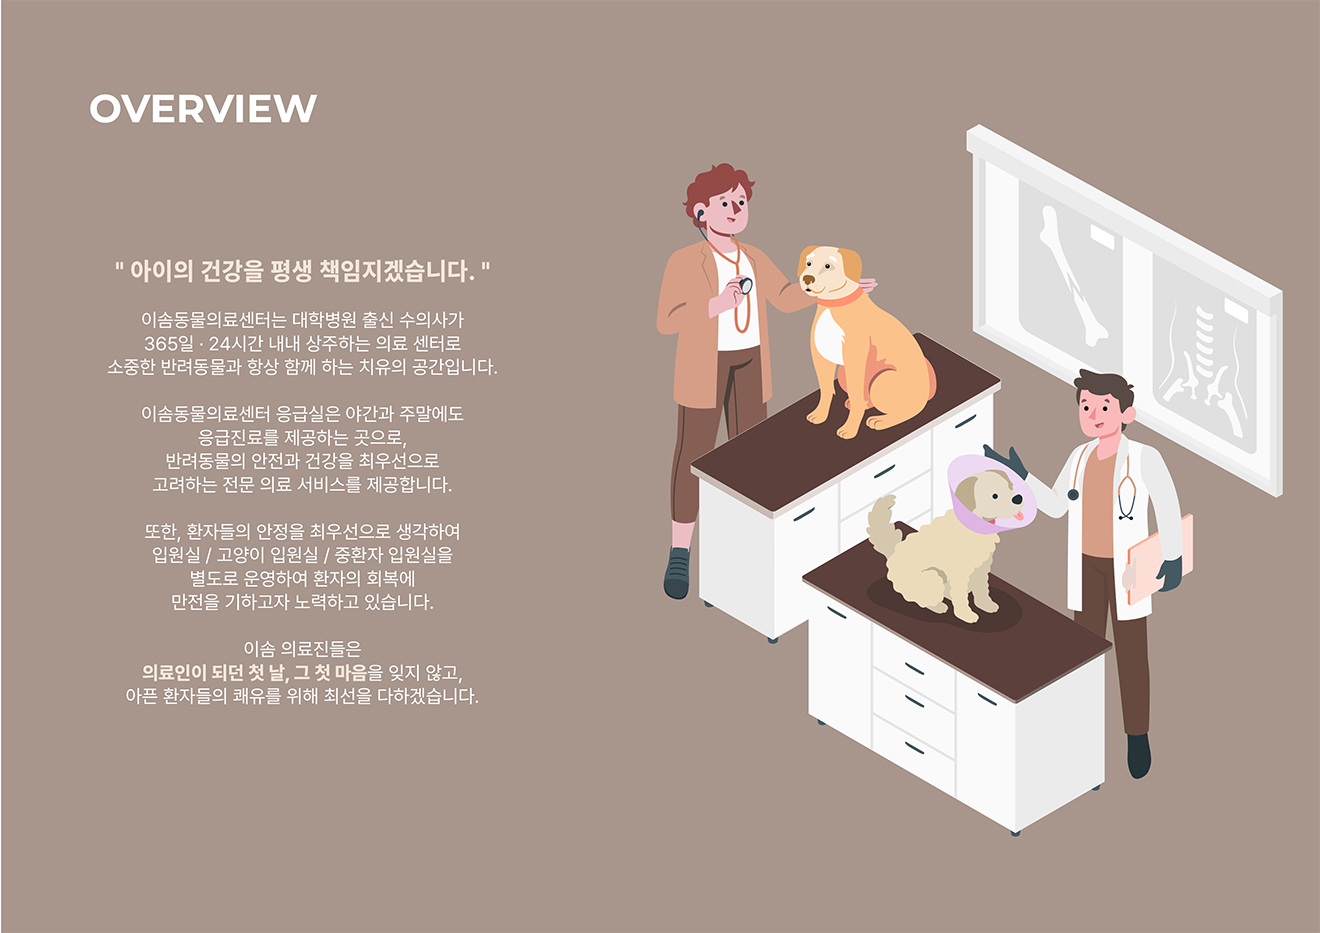 OVERVIEW
" 아이의 건강을 평생 책임지겠습니다. "
이솜동물의료센터는 대학병원 출신 수의사가
365일 · 24시간 내내 상주하는 의료 센터로
소중한 반려동물과 항상 함께 하는 치유의 공간입니다.
이솜동물의료센터 응급실은 야간과 주말에도
응급진료를 제공하는 곳으로,
반려동물의 안전과 건강을 최우선으로
고려하는 전문 의료 서비스를 제공합니다.
또한, 환자들의 안정을 최우선으로 생각하여
입원실 / 고양이 입원실 / 중환자 입원실을
별도로 운영하여 환자의 회복에
만전을 기하고자 노력하고 있습니다.
이솜 의료진들은
의료인이 되던 첫 날, 그 첫 마음을 잊지 않고,
아픈 환자들의 쾌유를 위해 최선을 다하겠습니다.